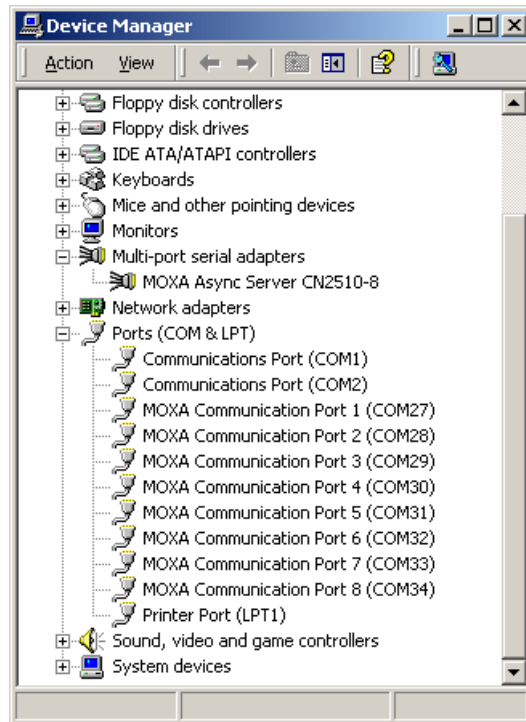 Device Manager
Action View
Floppy disk controllers
Floppy disk drives
IDE ATA/ATAPI controllers
Keyboards
Mice and other pointing devices
Monitors
Multi-port serial adapters
MOXA Async Server CN2510-8
Network adapters
Ports (COM & LPT)
Communications Port (COM1)
Communications Port (COM2)
MOXA Communication Port 1 (COM27)
MOXA Communication Port 2 (COM28)
MOXA Communication Port 3 (COM29)
MOXA Communication Port 4 (COM30)
MOXA Communication Port 5 (COM31)
MOXA Communication Port 6 (COM32)
MOXA Communication Port 7 (COM33)
MOXA Communication Port 8 (COM34)
Printer Port (LPT1)
Sound, video and game controllers
System devices